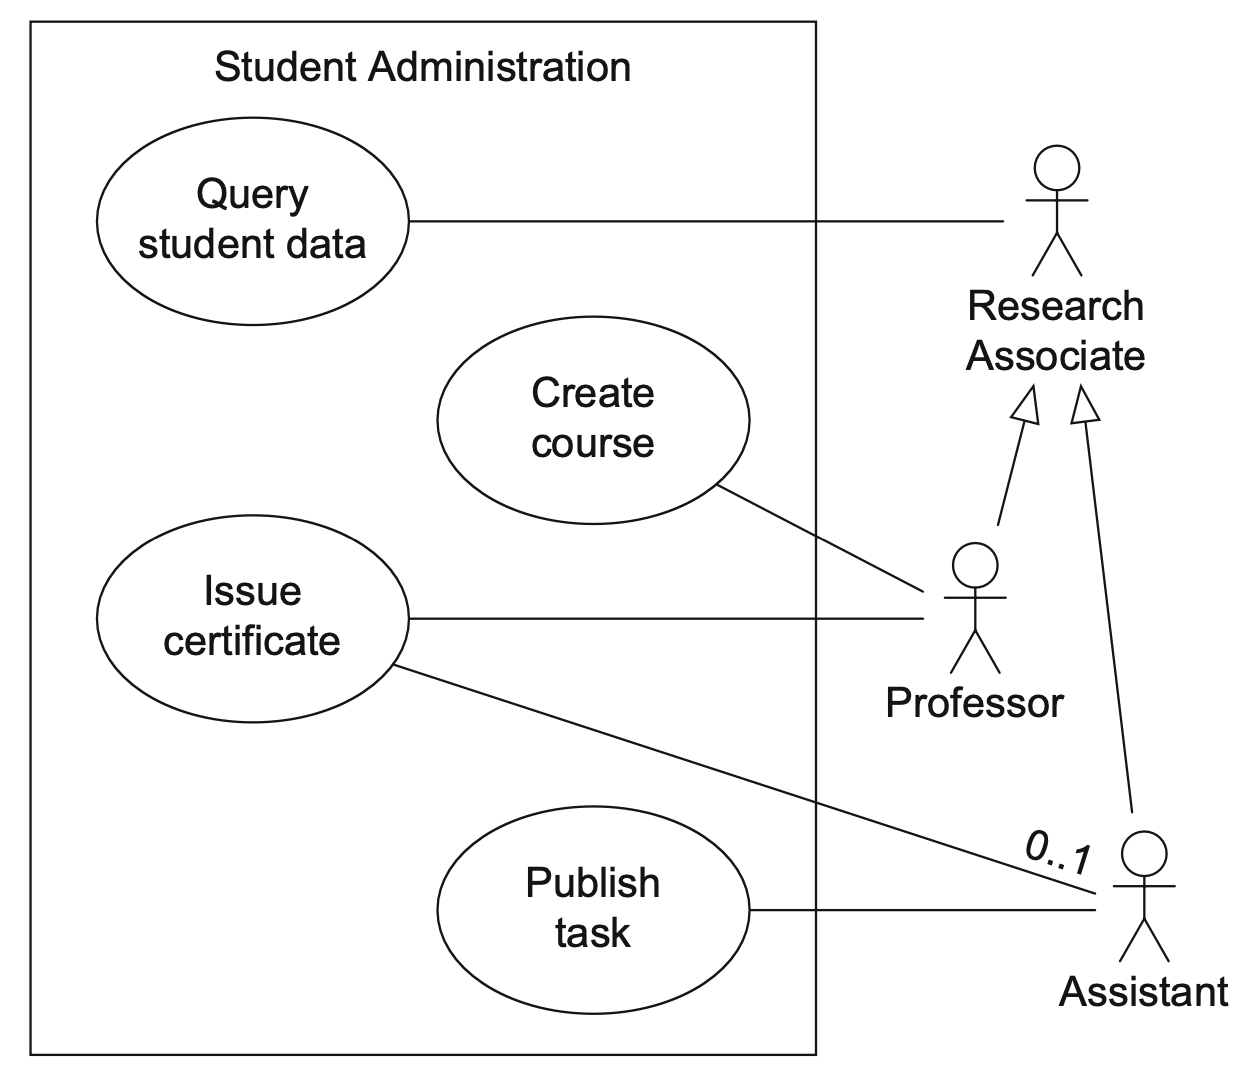 Student Administration
Query
student data
Research
Associate
Create
course
Issue
certificate
Professor
0..1
Publish
task
Assistant